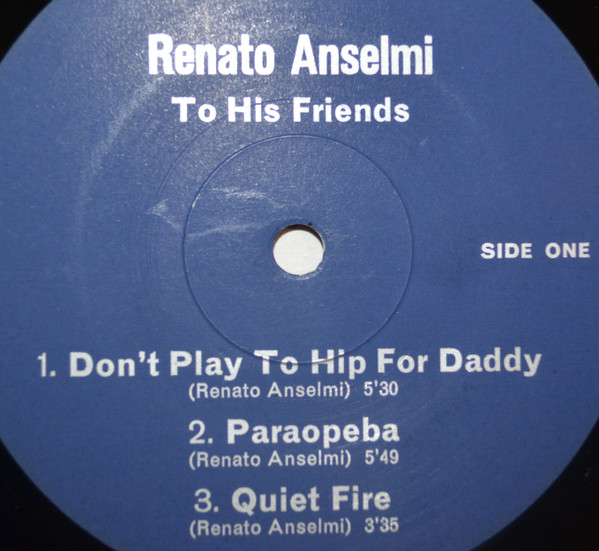 Renato Anselmi
To His Friends
SIDE ONE
1. Don't Play To Hip For Daddy
(Renato Anselmi) 5'30
2. Paraopeba
(Renato Anselmi) 5'49
3. Quiet Fire
(Renato Anselmi) 3'35